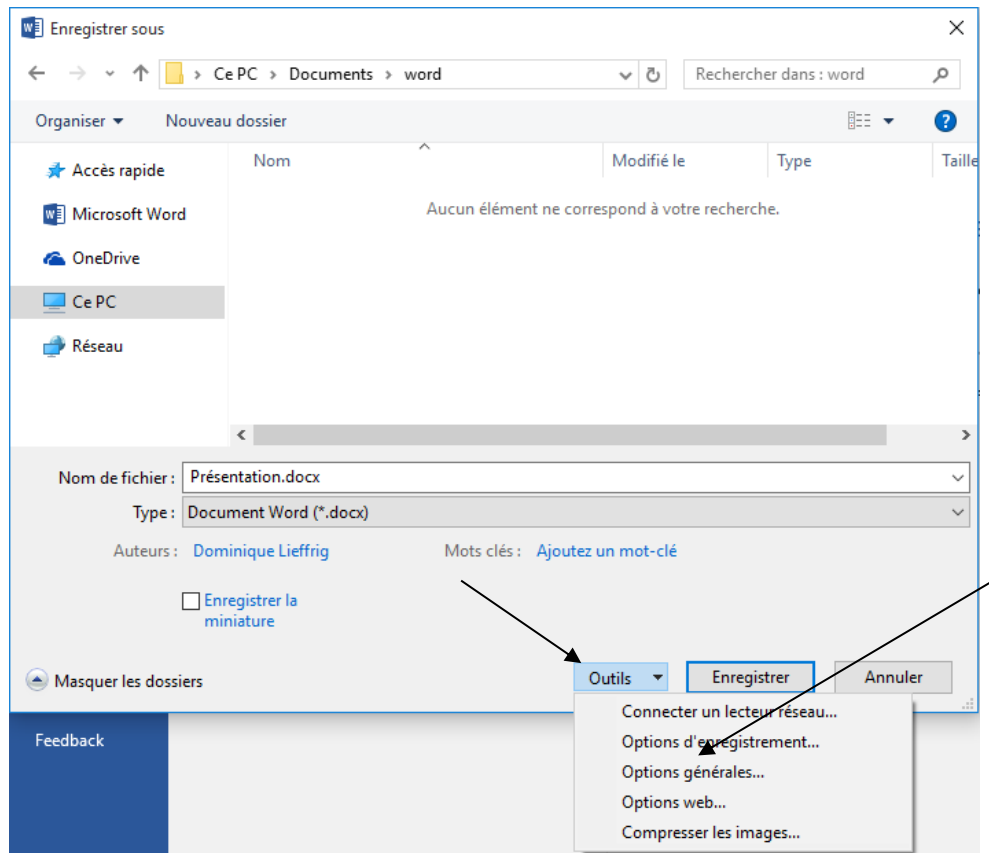 Enregistrer sous
Ce PC > Documents > word
Rechercher dans : word
Organiser
Nouveau dossier
Nom
Modifié le
Type
Taille
Accès rapide
Microsoft Word
OneDrive
Ce PC
Réseau
Aucun élément ne correspond à votre recherche.
Nom de fichier : Présentation.docx
Type : Document Word (*.docx)
Auteurs : Dominique Lieffrig
Mots clés : Ajoutez un mot-clé
Enregistrer la
miniature
Masquer les dossiers
Outils
Enregistrer
Annuler
Connecter un lecteur réseau...
Options d'enregistrement...
Options générales...
Options web...
Compresser les images...
Feedback